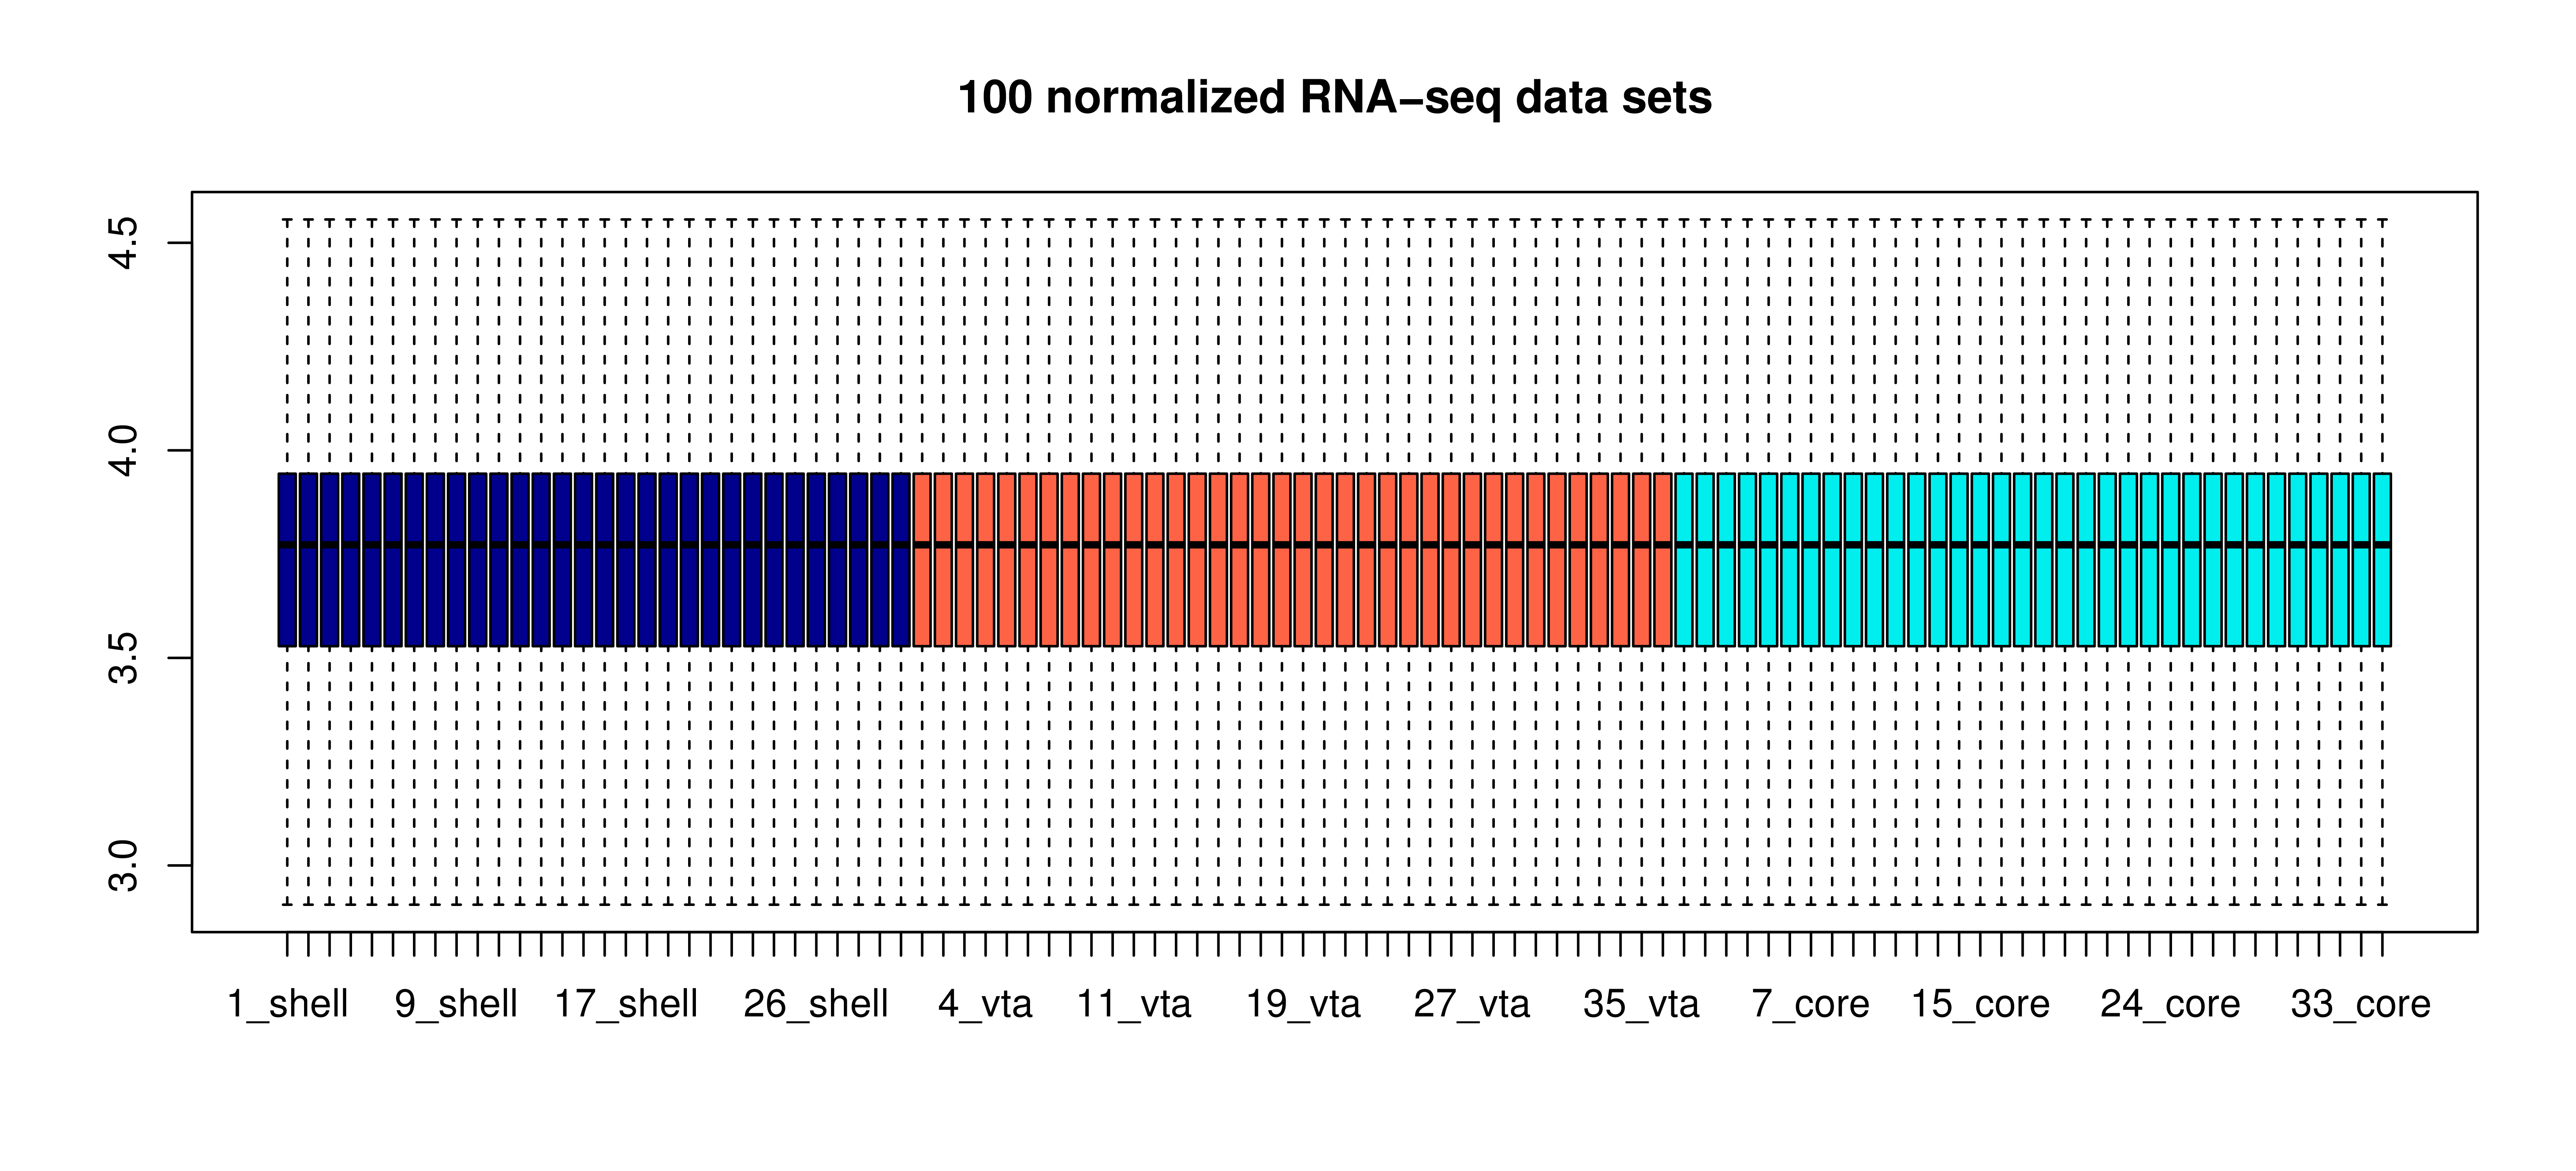 100 normalized RNA−seq data sets
4.5
4.0
3.5
3.0
1_shell 9_shell 17_shell 26_shell 4_vta 11_vta 19_vta 27_vta 35_vta 7_core 15_core 24_core 33_core